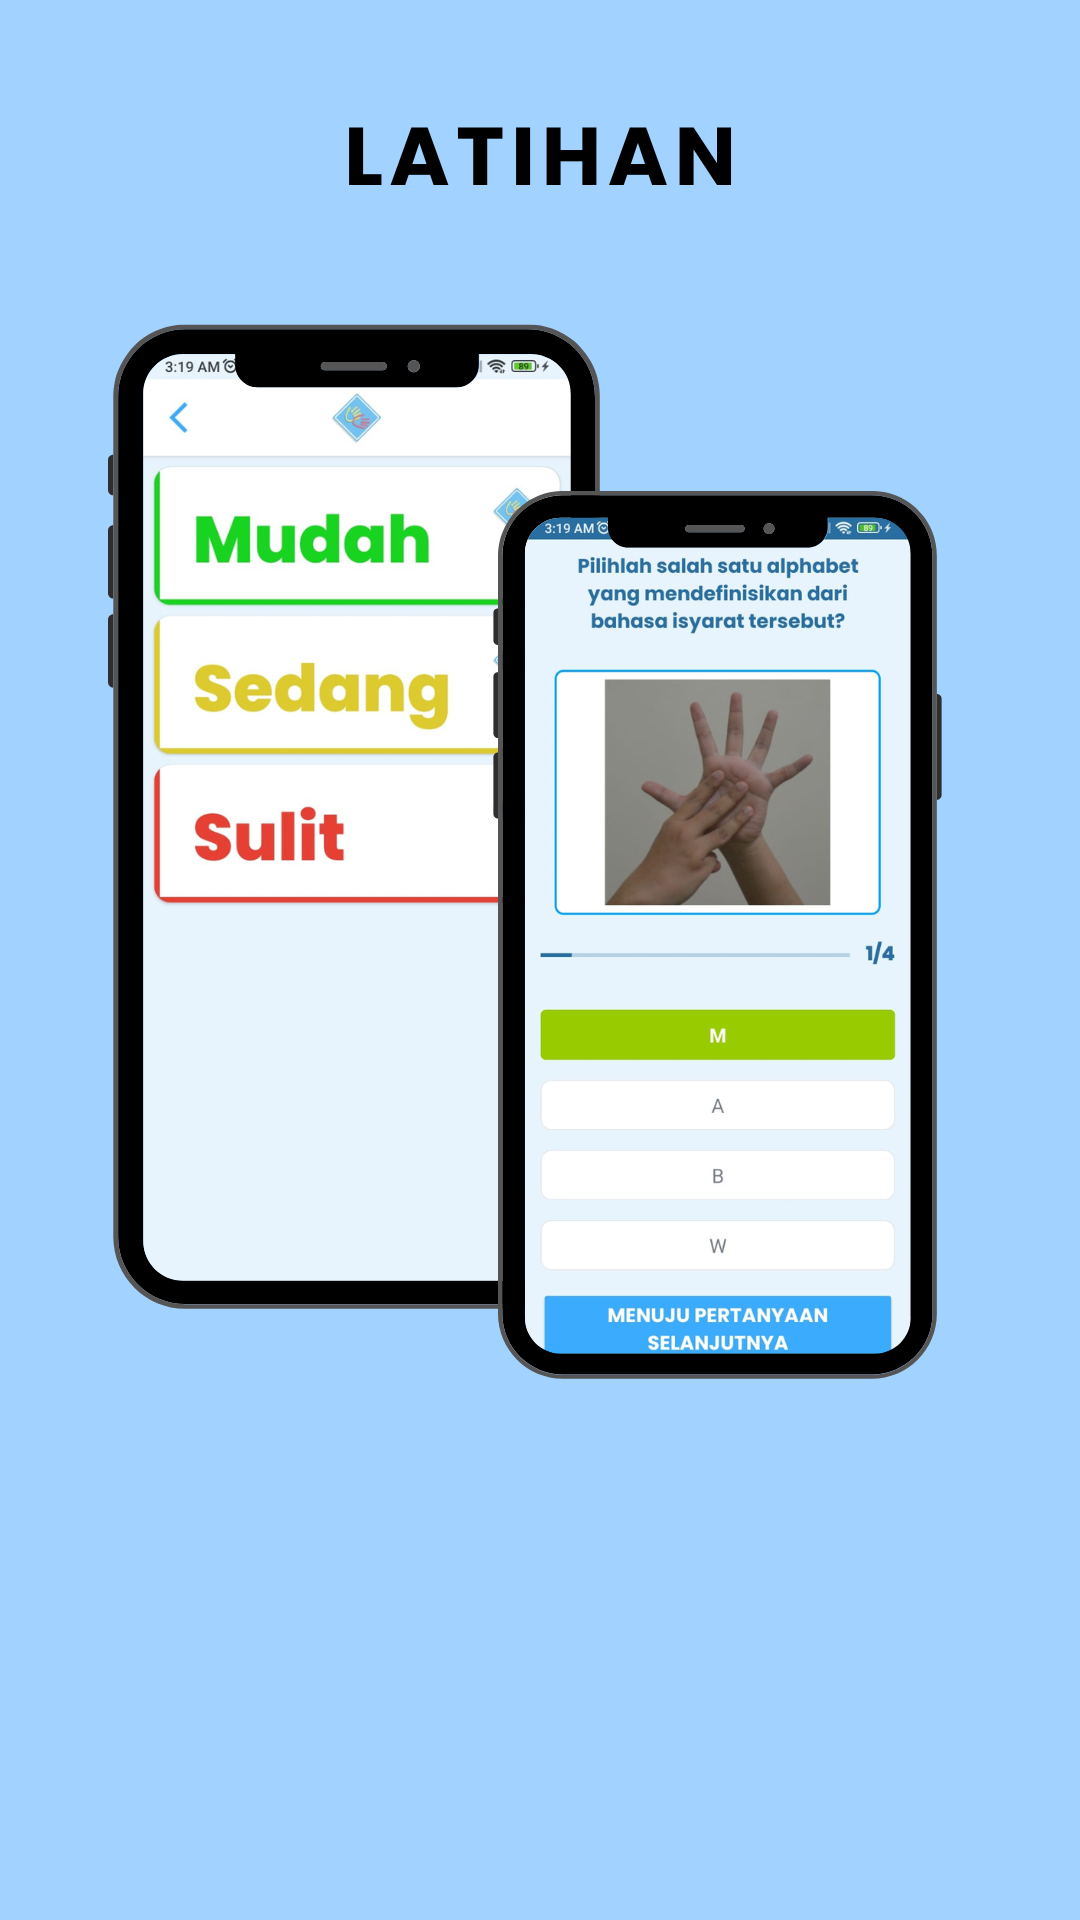 LATIHAN
3:19 AM
89
Mudah
Sedang
Sulit
3:19 AM
89
Pilihlah salah satu alphabet
yang mendefinisikan dari
bahasa isyarat tersebut?
1/4
M
A
B
W
MENUJU PERTANYAAN
SELANJUTNYA